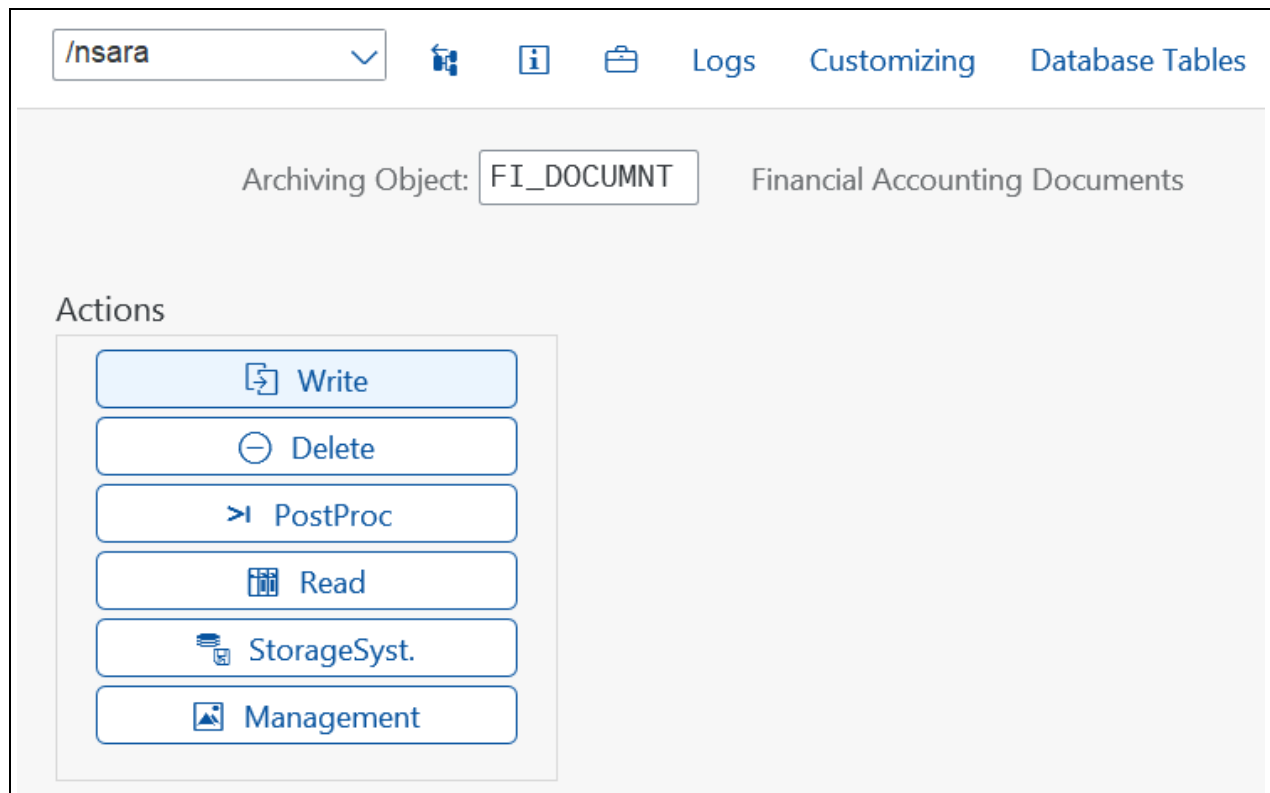 /nsara Logs Customizing Database Tables
Archiving Object: FI_DOCUMNT Financial Accounting Documents
Actions
Write
Delete
PostProc
Read
StorageSyst.
Management